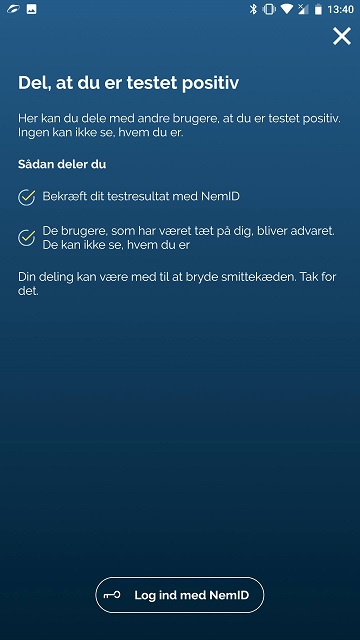 13:40
Del, at du er testet positiv
Her kan du dele med andre brugere, at du er testet positiv.
Ingen kan ikke se, hvem du er.
Sådan deler du
Bekræft dit testresultat med NemID
De brugere, som har været tæt på dig, bliver advaret.
De kan ikke se, hvem du er
Din deling kan være med til at bryde smittekæden. Tak for
det.
Log ind med NemID